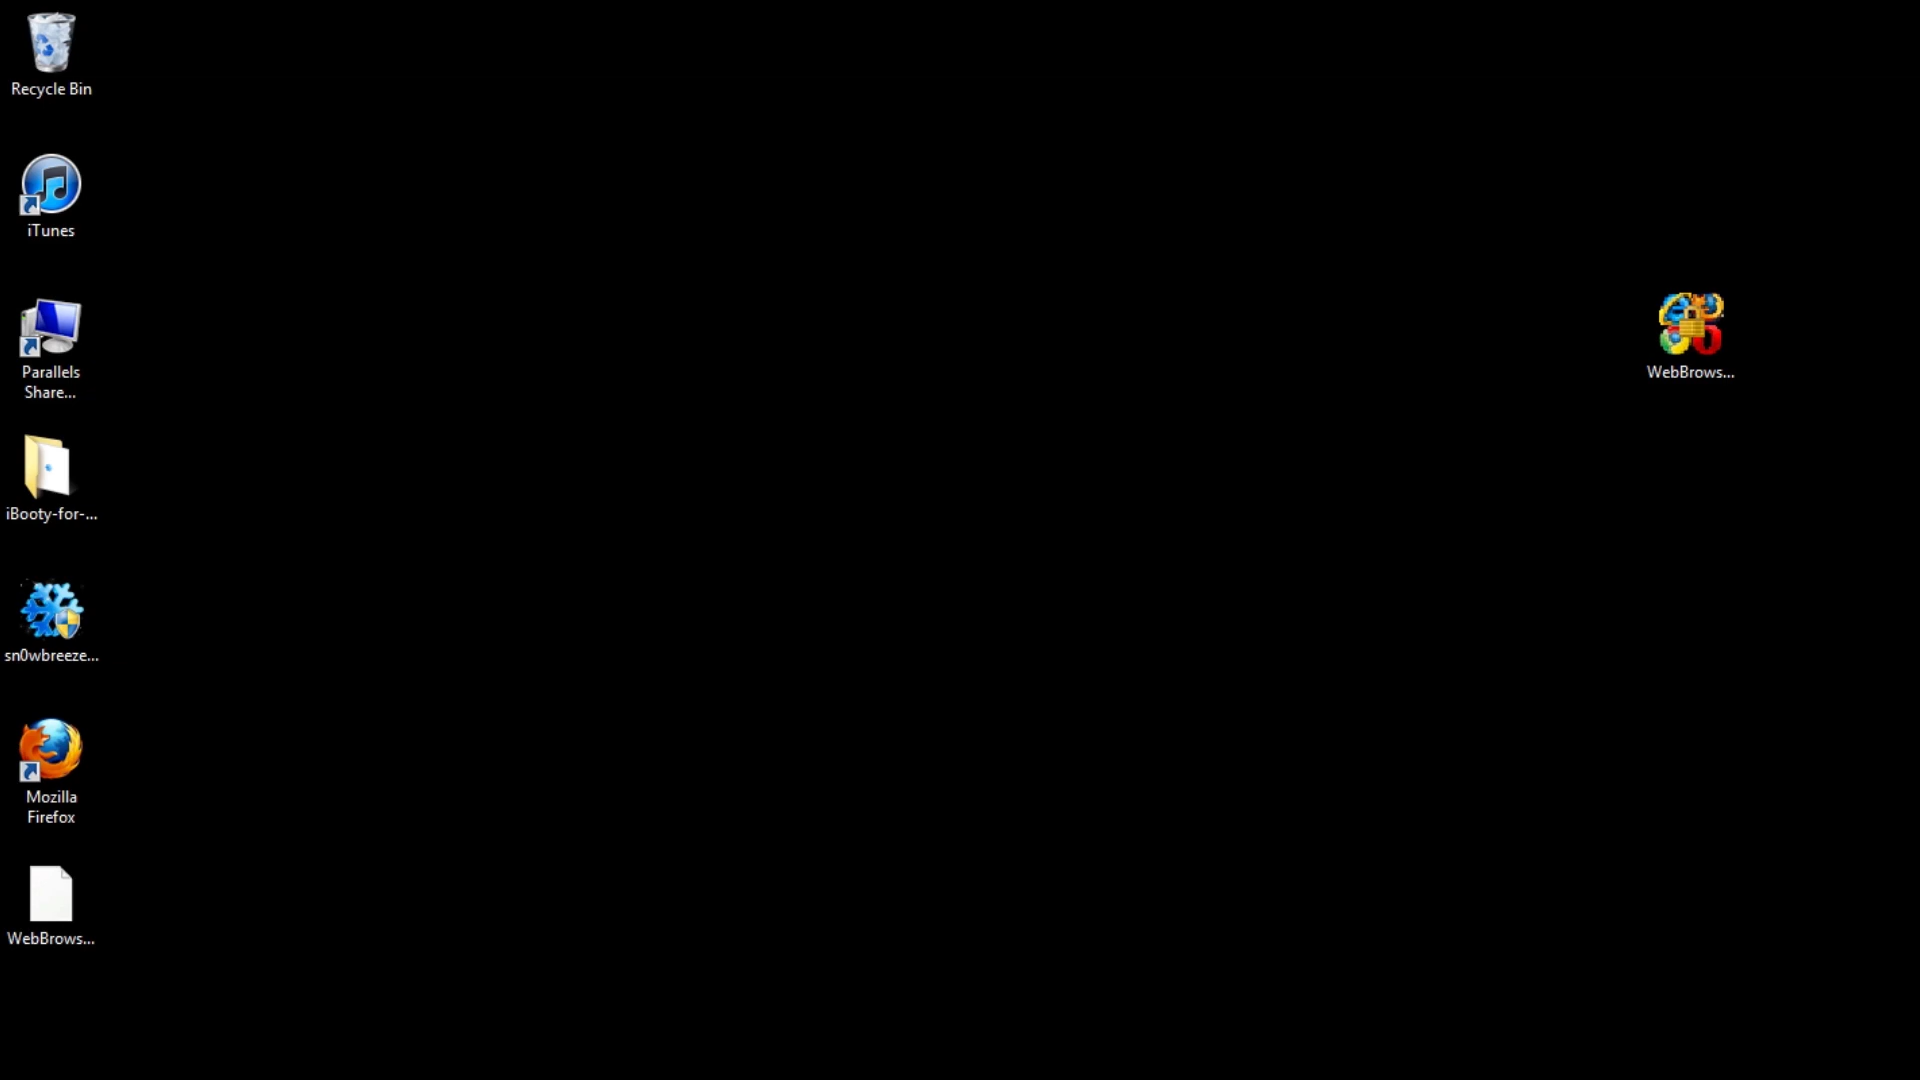 Recycle Bin
iTunes
Parallels
Share...
iBooty-for-...
sn0wbreeze...
Mozilla
Firefox
WebBrows...
WebBrows...